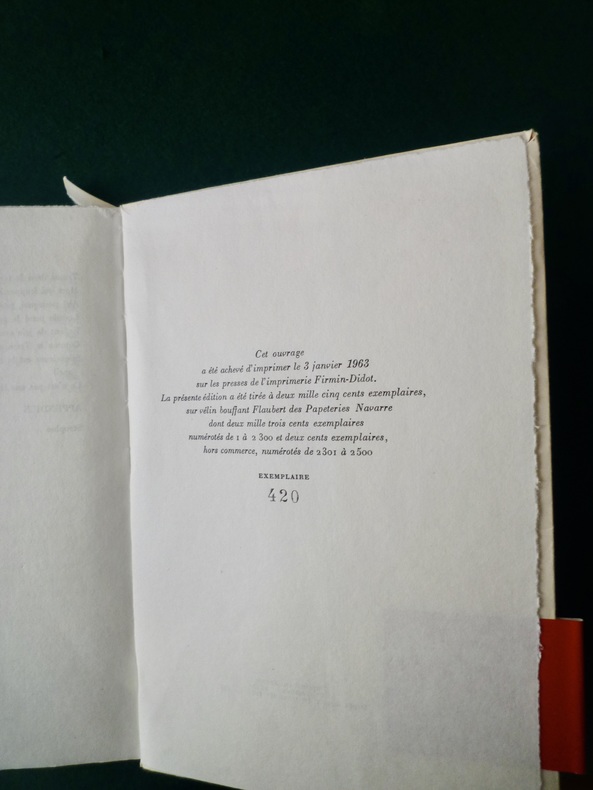 Cet ouvrage
a été achevé d'imprimer le 3 janvier 1963
sur les presses de l'imprimerie Firmin-Didot.
La présente édition a été tirée à deux mille cinq cents exemplaires,
sur vélin bouffant Flaubert des Papeteries Navarre
dont deux mille trois cents exemplaires
numérotés de 1 à 2 300 et deux cents exemplaires,
hors commerce, numérotés de 2301 à 2500
EXEMPLAIRE
420